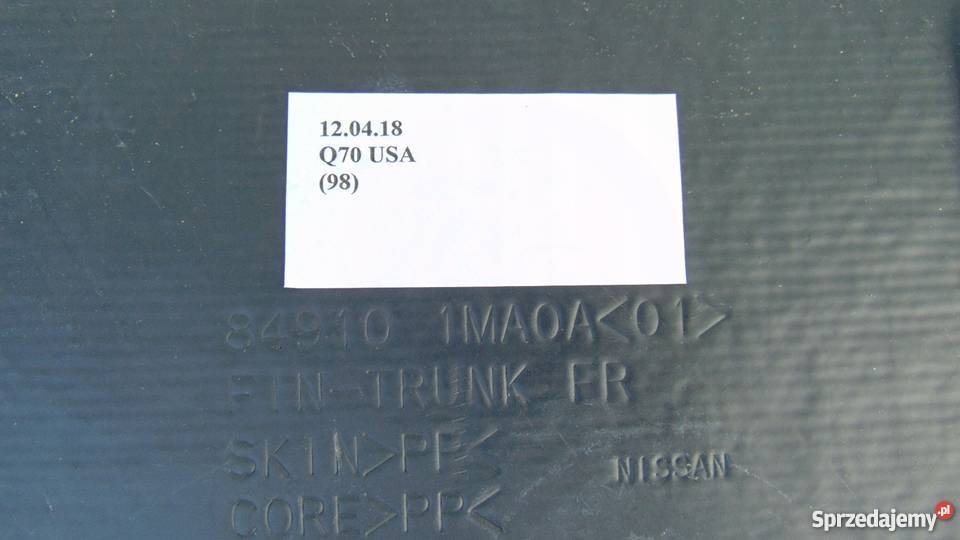 12.04.18
Q70 USA
(98)
84910 1MA0A<01>
FIN-TRUNK FR
SKIN>PP<
CORE>PP<
NISSAN
Sprzedajemy.pl